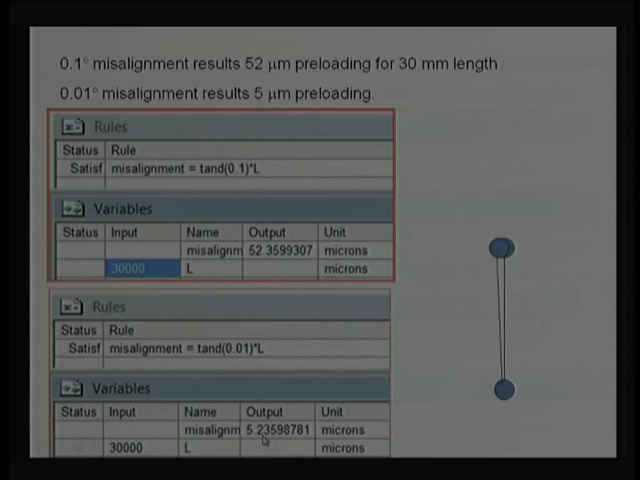 0.1° misalignment results 52 μm preloading for 30 mm length
0.01° misalignment results 5 μm preloading.
Rules
Status Rule
Satisf misalignment = tand(0.1)*L
Variables
Status Input Name Output Unit
misalignm 52.3599307 microns
30000 L microns
Rules
Status Rule
Satisf misalignment = tand(0.01)*L
Variables
Status Input Name Output Unit
misalignm 5.23598781 microns
30000 L microns